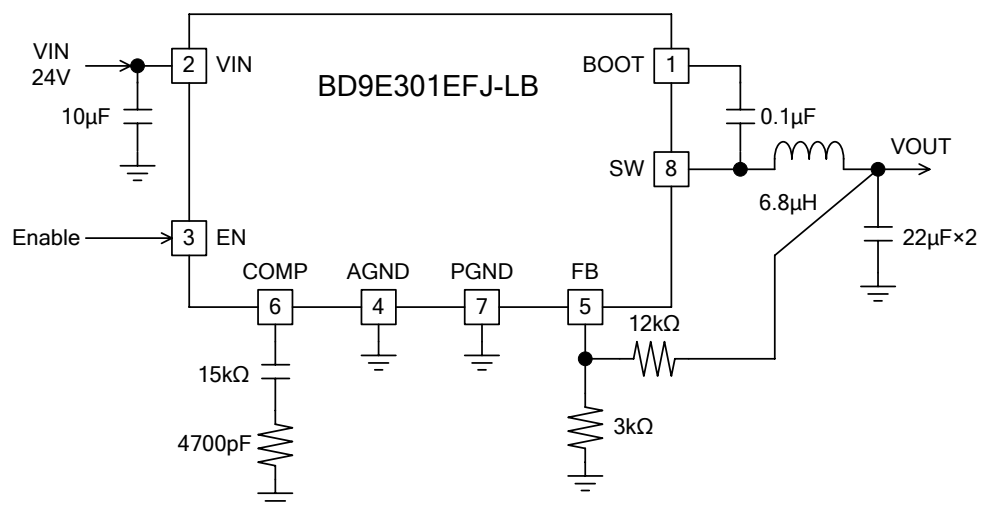 VIN
24V
2
VIN
BD9E301EFJ-LB
BOOT
1
10µF
0.1µF
SW
8
VOUT
6.8µH
22µF×2
Enable
3
EN
COMP
AGND
PGND
FB
6
4
7
5
12kΩ
15kΩ
4700pF
3kΩ